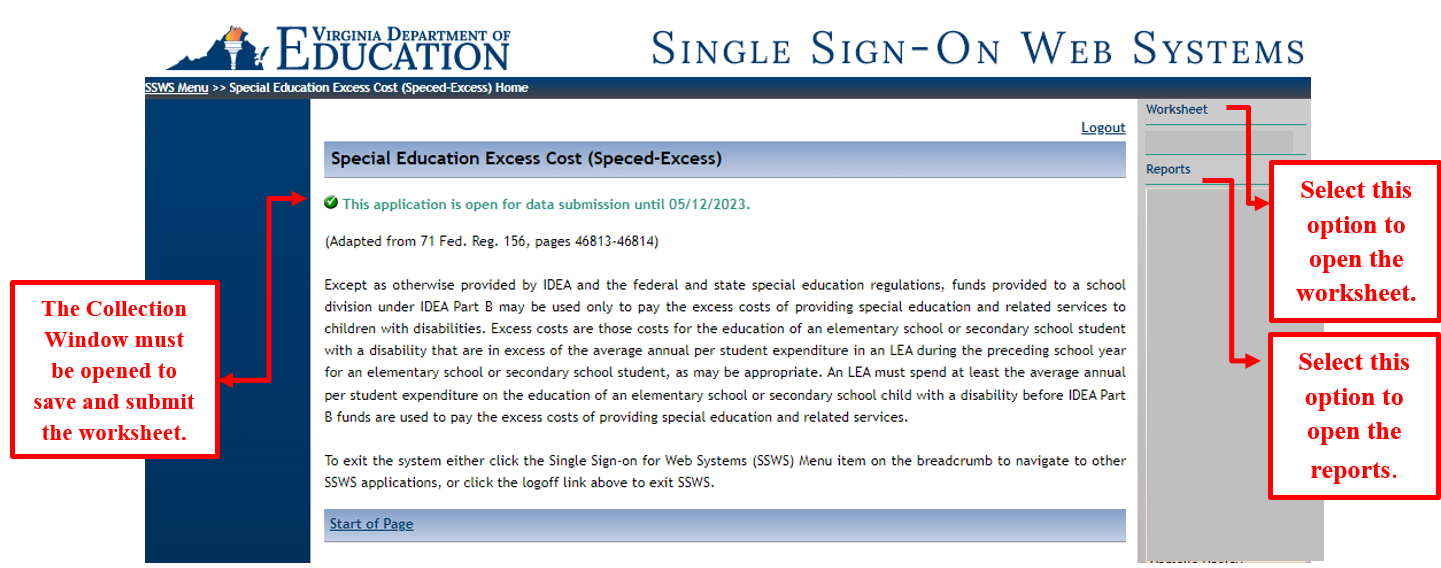 VIRGINIA DEPARTMENT OF
EDUCATION
SINGLE SIGN-ON WEB SYSTEMS
SSWS Menu >> Special Education Excess Cost (Speced-Excess) Home
Logout
Special Education Excess Cost (Speced-Excess)
This application is open for data submission until 05/12/2023.
(Adapted from 71 Fed. Reg. 156, pages 46813-46814)
Except as otherwise provided by IDEA and the federal and state special education regulations, funds provided to a school
division under IDEA Part B may be used only to pay the excess costs of providing special education and related services to
children with disabilities. Excess costs are those costs for the education of an elementary school or secondary school student
with a disability that are in excess of the average annual per student expenditure in an LEA during the preceding school year
for an elementary school or secondary school student, as may be appropriate. An LEA must spend at least the average annual
per student expenditure on the education of an elementary school or secondary school child with a disability before IDEA Part
B funds are used to pay the excess costs of providing special education and related services.
To exit the system either click the Single Sign-on for Web Systems (SSWS) Menu item on the breadcrumb to navigate to other
SSWS applications, or click the logoff link above to exit SSWS.
Start of Page
Worksheet
Reports
The Collection
Window must
be opened to
save and submit
the worksheet.
Select this
option to
open the
worksheet.
Select this
option to
open the
reports.